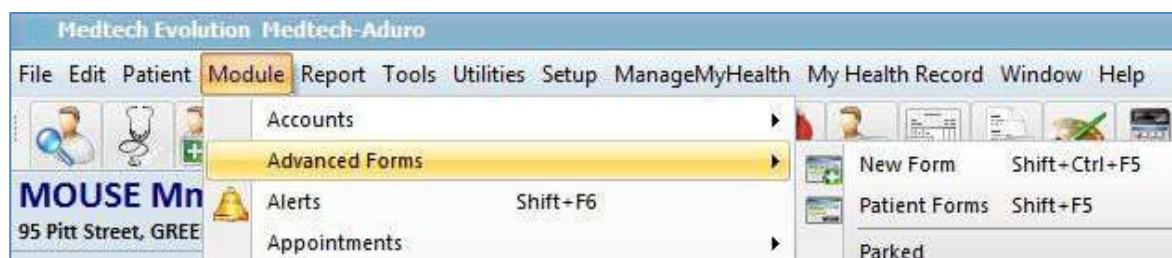 Medtech Evolution Medtech-Aduro
File Edit Patient Module Report Tools Utilities Setup ManageMyHealth My Health Record Window Help
Accounts
Advanced Forms
New Form Shift+Ctrl+F5
MOUSE Mn
Alerts Shift+F6
Patient Forms Shift+F5
95 Pitt Street, GREE
Appointments
Parked